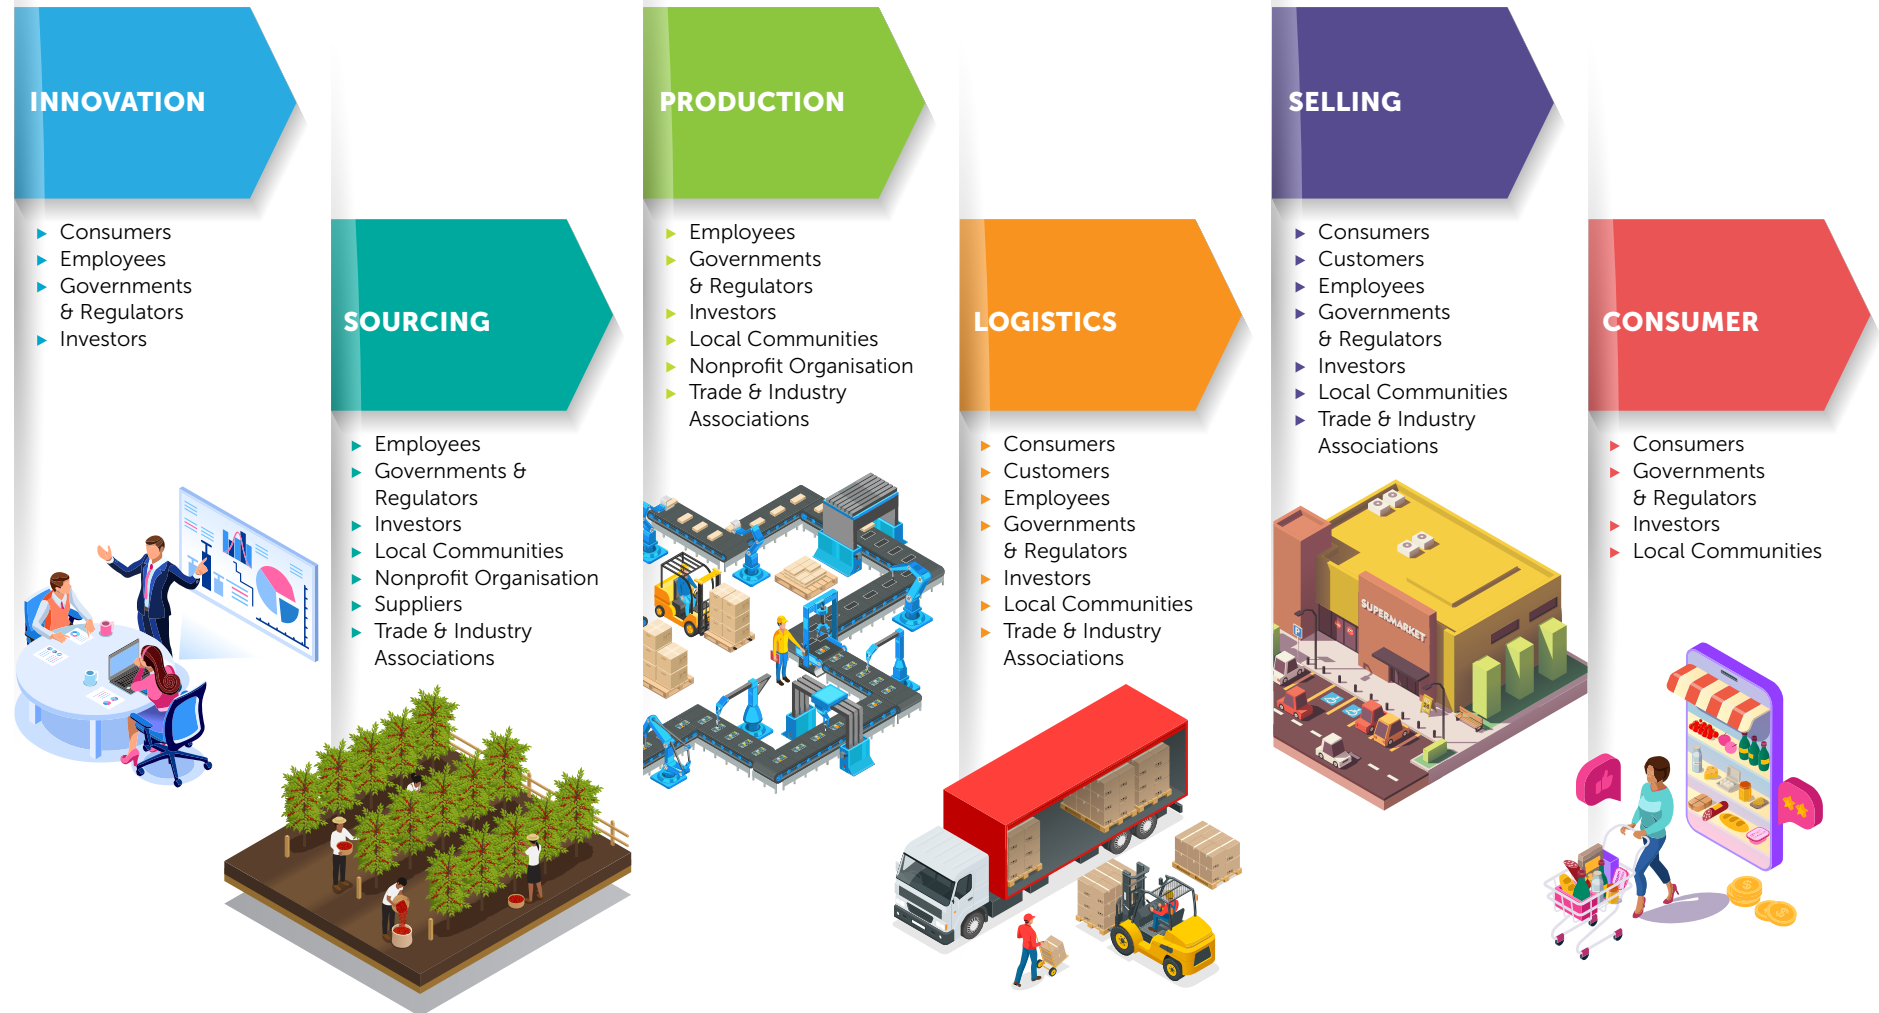 INNOVATION
Consumers
Employees
Governments
& Regulators
Investors
SOURCING
Employees
Governments &
Regulators
Investors
Local Communities
Nonprofit Organisation
Suppliers
Trade & Industry
Associations
PRODUCTION
Employees
Governments
& Regulators
Investors
Local Communities
Nonprofit Organisation
Trade & Industry
Associations
LOGISTICS
Consumers
Customers
Employees
Governments
& Regulators
Investors
Local Communities
Trade & Industry
Associations
SELLING
Consumers
Customers
Employees
Governments
& Regulators
Investors
Local Communities
Trade & Industry
Associations
SUPERMARKET
P
CONSUMER
Consumers
Governments
& Regulators
Investors
Local Communities